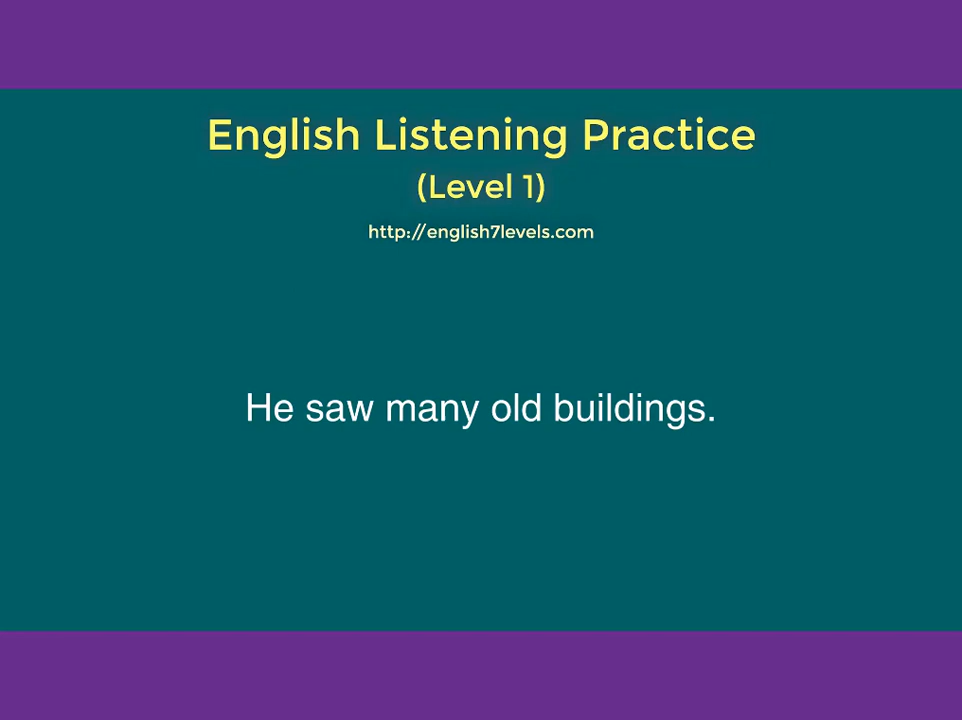 English Listening Practice
(Level 1)
http://english7levels.com
He saw many old buildings.